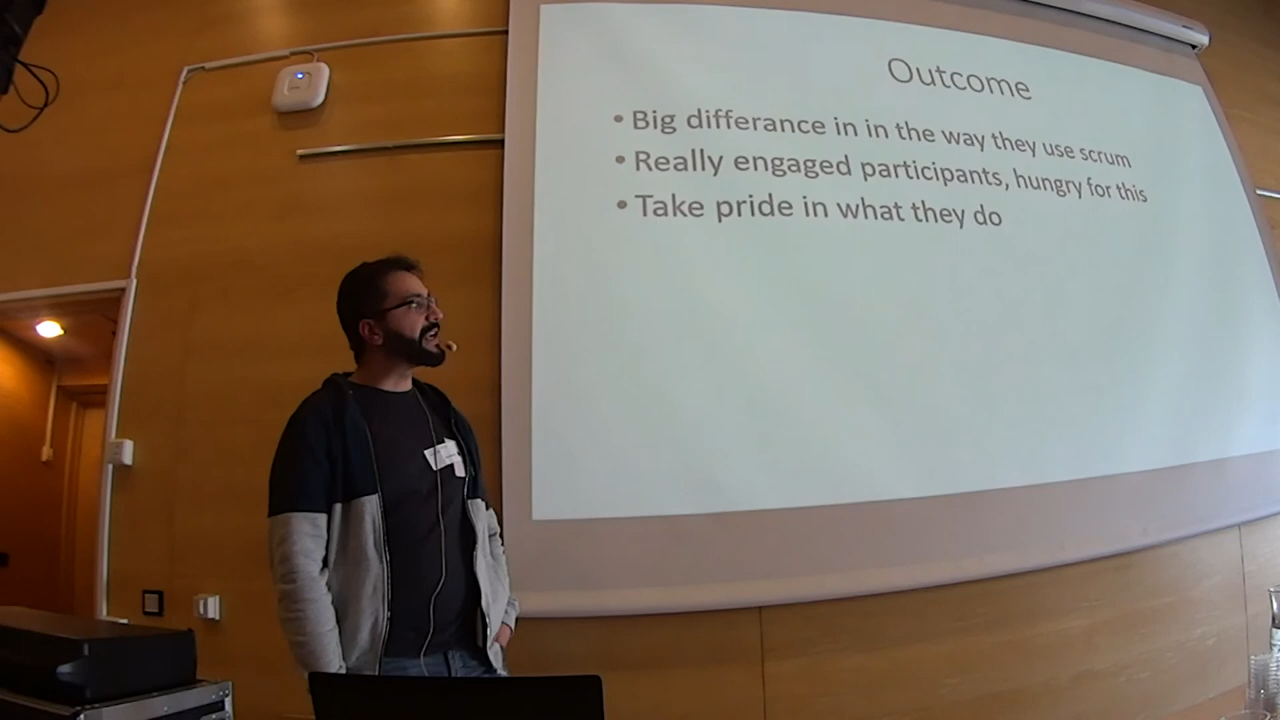 Outcome
• Big differance in in the way they use scrum
• Really engaged participants, hungry for this
• Take pride in what they do